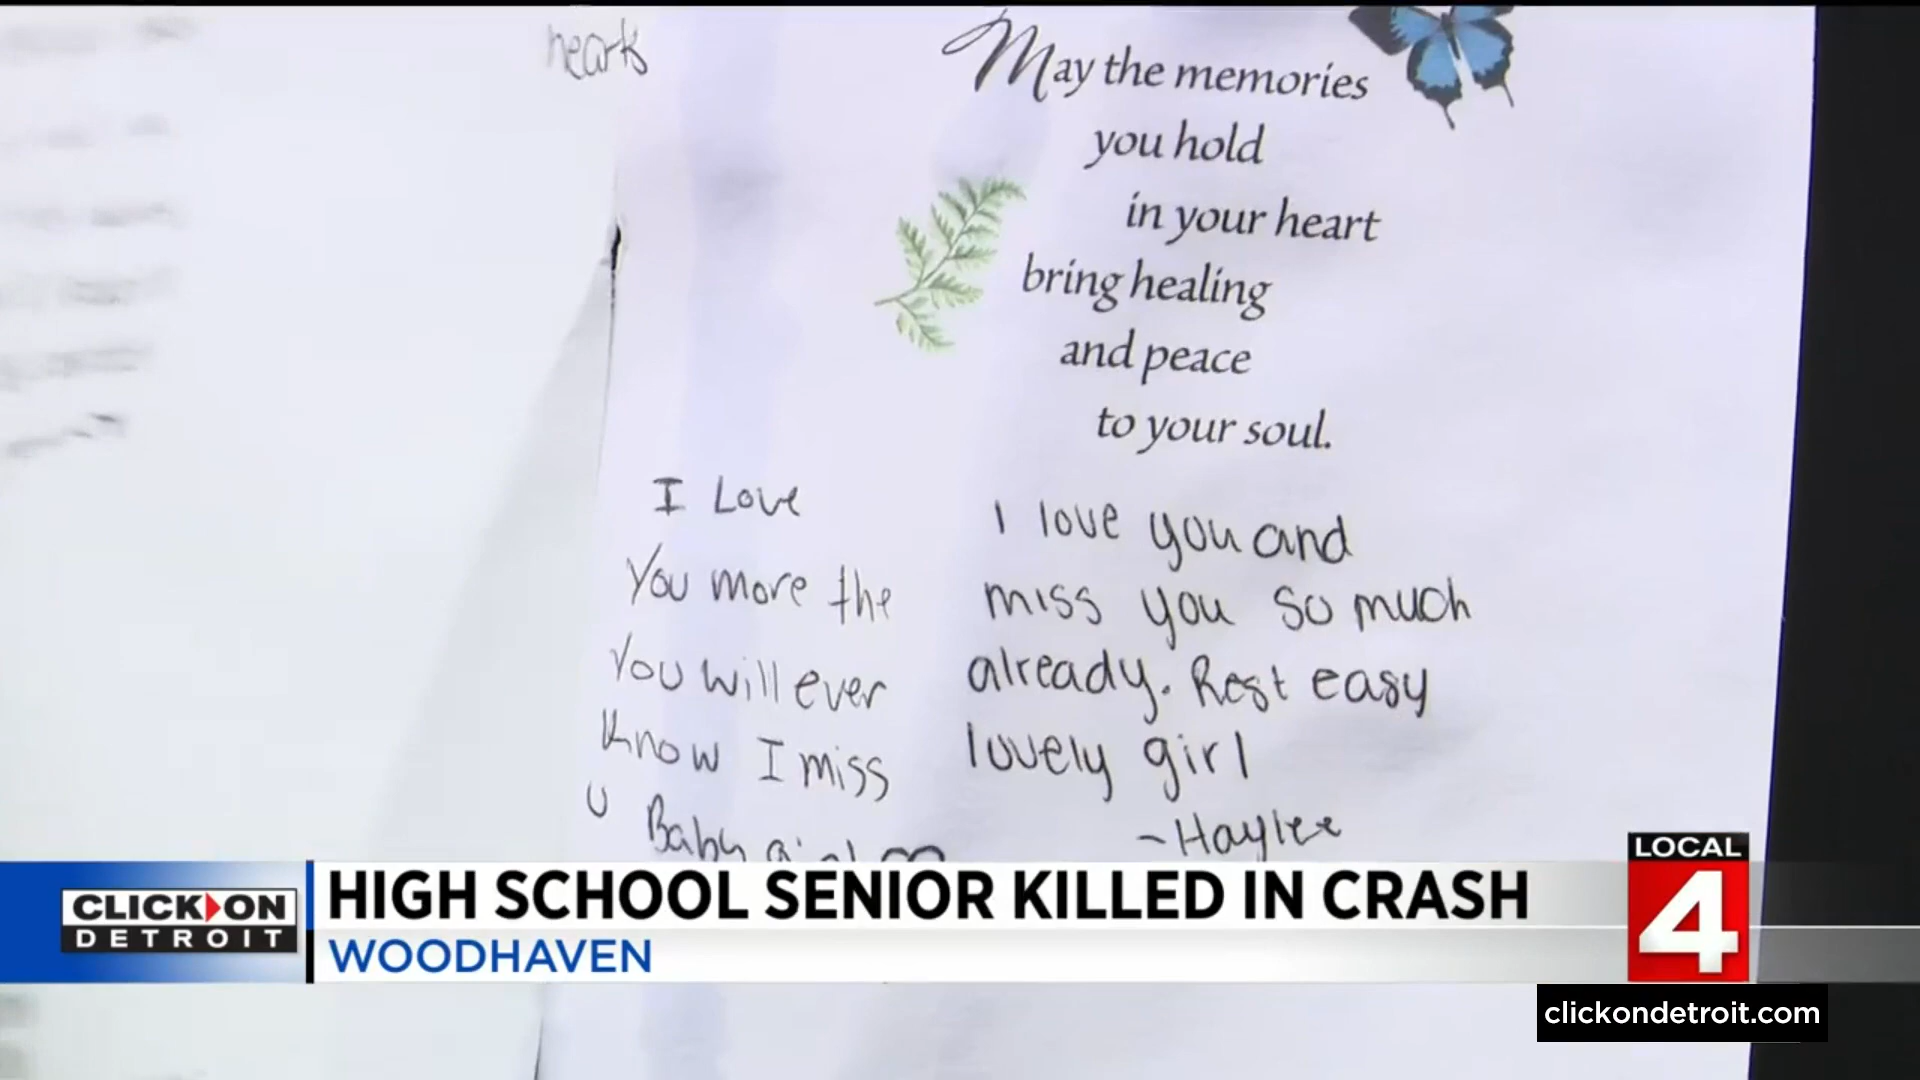 hearts
May the memories
you hold
in your heart
bring healing
and peace
to your soul.
I Love
You more the
You will ever
Know I miss
U Baby girl
I love you and
miss you so much
already. Rest easy
lovely girl
~Haylee
CLICK ON
DETROIT
HIGH SCHOOL SENIOR KILLED IN CRASH
WOODHAVEN
LOCAL
4
clickondetroit.com